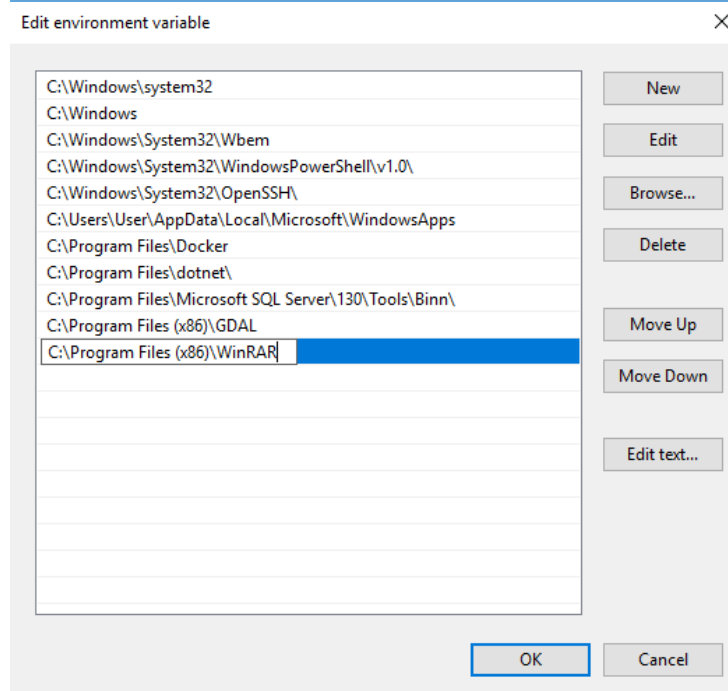 Edit environment variable
C:\Windows\system32
C:\Windows
C:\Windows\System32\Wbem
C:\Windows\System32\WindowsPowerShell\v1.0\
C:\Windows\System32\OpenSSH\
C:\Users\User\AppData\Local\Microsoft\WindowsApps
C:\Program Files\Docker
C:\Program Files\dotnet\
C:\Program Files\Microsoft SQL Server\130\Tools\Binn\
C:\Program Files (x86)\GDAL
C:\Program Files (x86)\WinRAR
New
Edit
Browse...
Delete
Move Up
Move Down
Edit text...
OK
Cancel